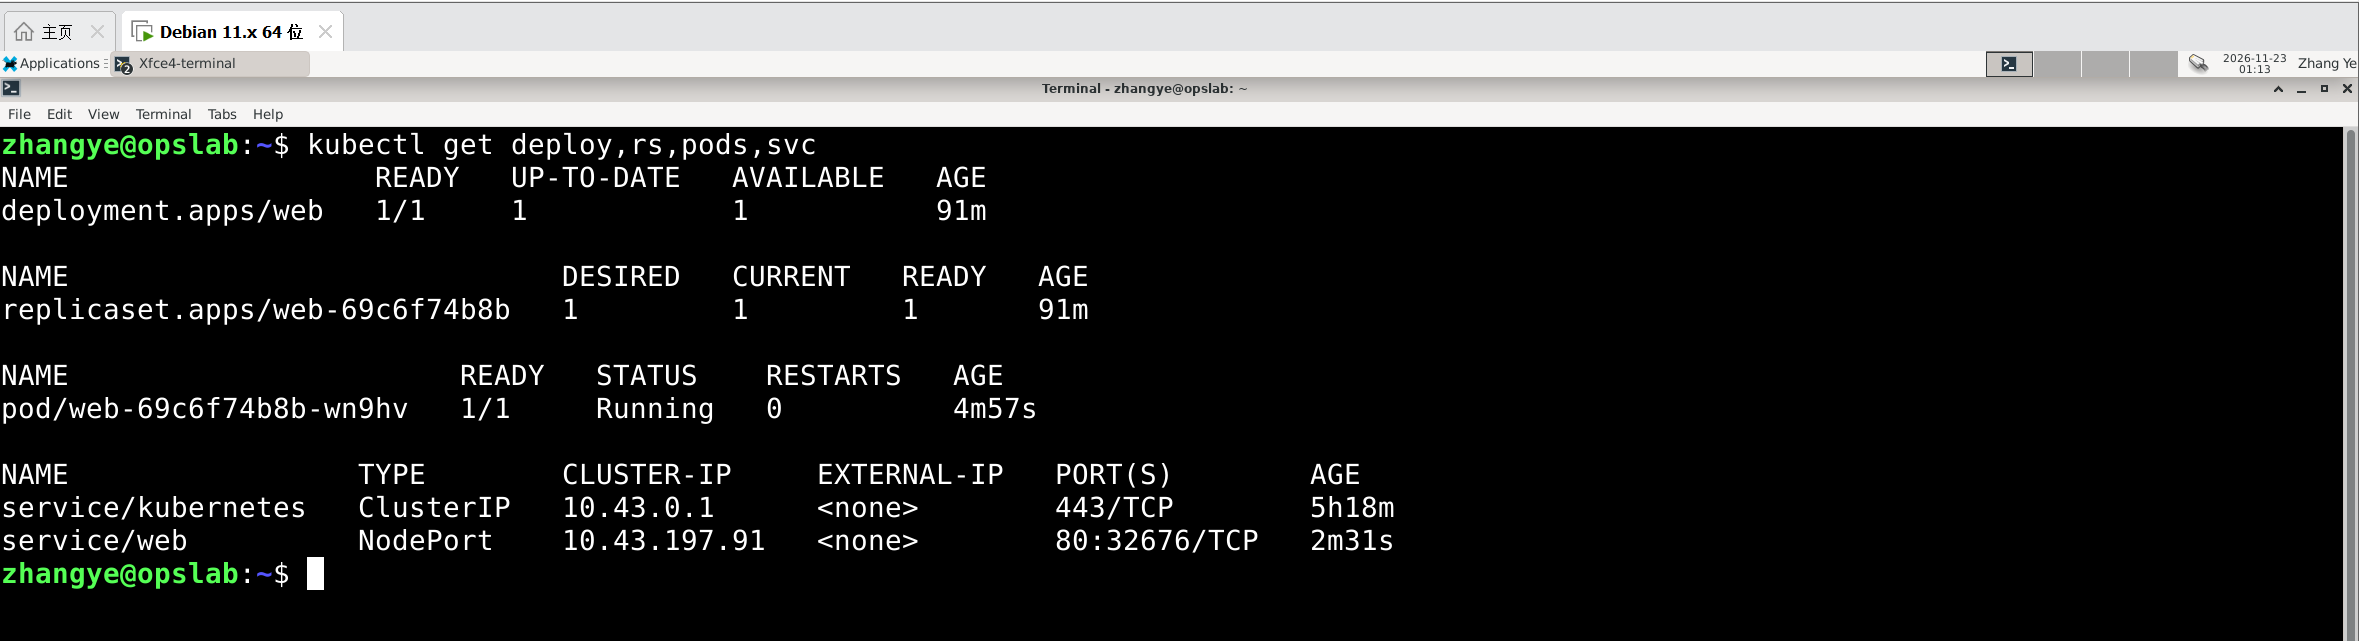 主页
Debian 11.x 64 位
Applications
Xfce4-terminal
2026-11-23
01:13
Zhang Ye
Terminal - zhangye@opslab: ~
File Edit View Terminal Tabs Help
zhangye@opslab:~$ kubectl get deploy,rs,pods,svc
NAME READY UP-TO-DATE AVAILABLE AGE
deployment.apps/web 1/1 1 1 91m
NAME DESIRED CURRENT READY AGE
replicaset.apps/web-69c6f74b8b 1 1 1 91m
NAME READY STATUS RESTARTS AGE
pod/web-69c6f74b8b-wn9hv 1/1 Running 0 4m57s
NAME TYPE CLUSTER-IP EXTERNAL-IP PORT(S) AGE
service/kubernetes ClusterIP 10.43.0.1 <none> 443/TCP 5h18m
service/web NodePort 10.43.197.91 <none> 80:32676/TCP 2m31s
zhangye@opslab:~$